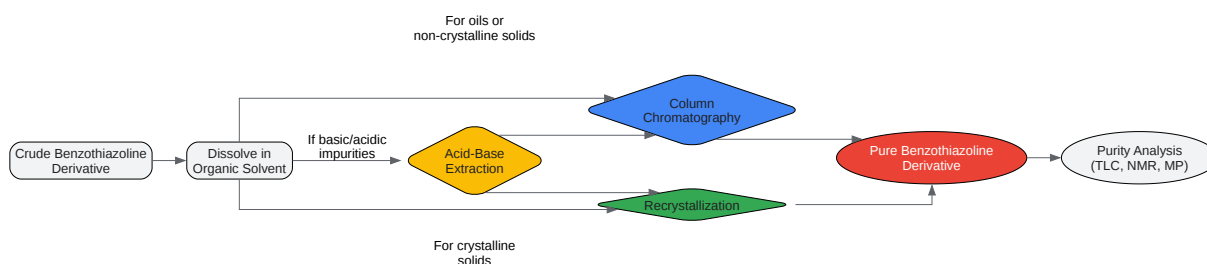 For oils or
non-crystalline solids
Column
Chromatography
If basic/acidic
impurities
Crude Benzothiazoline
Derivative
Dissolve in
Organic Solvent
Acid-Base
Extraction
Pure Benzothiazoline
Derivative
Purity Analysis
(TLC, NMR, MP)
Recrystallization
For crystalline
solids